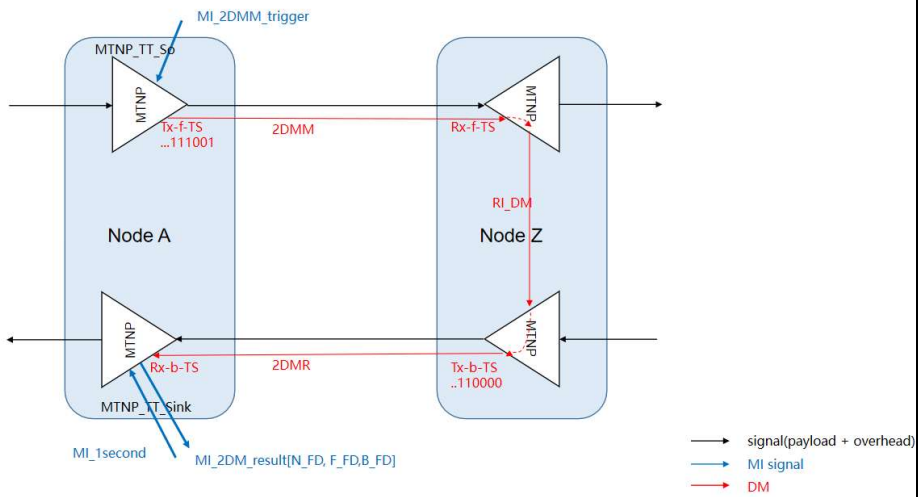 MI_2DMM_trigger
MTNP_TT_So
MTNP
MTNP
Tx-f-TS
...111001
2DMM
Rx-f-TS
RI_DM
Node A
Node Z
MTNP
MTNP
Rx-b-TS
2DMR
Tx-b-TS
..110000
MTNP_TT_Sink
MI_1second
MI_2DM_result[N_FD, F_FD,B_FD]
signal(payload + overhead)
MI signal
DM